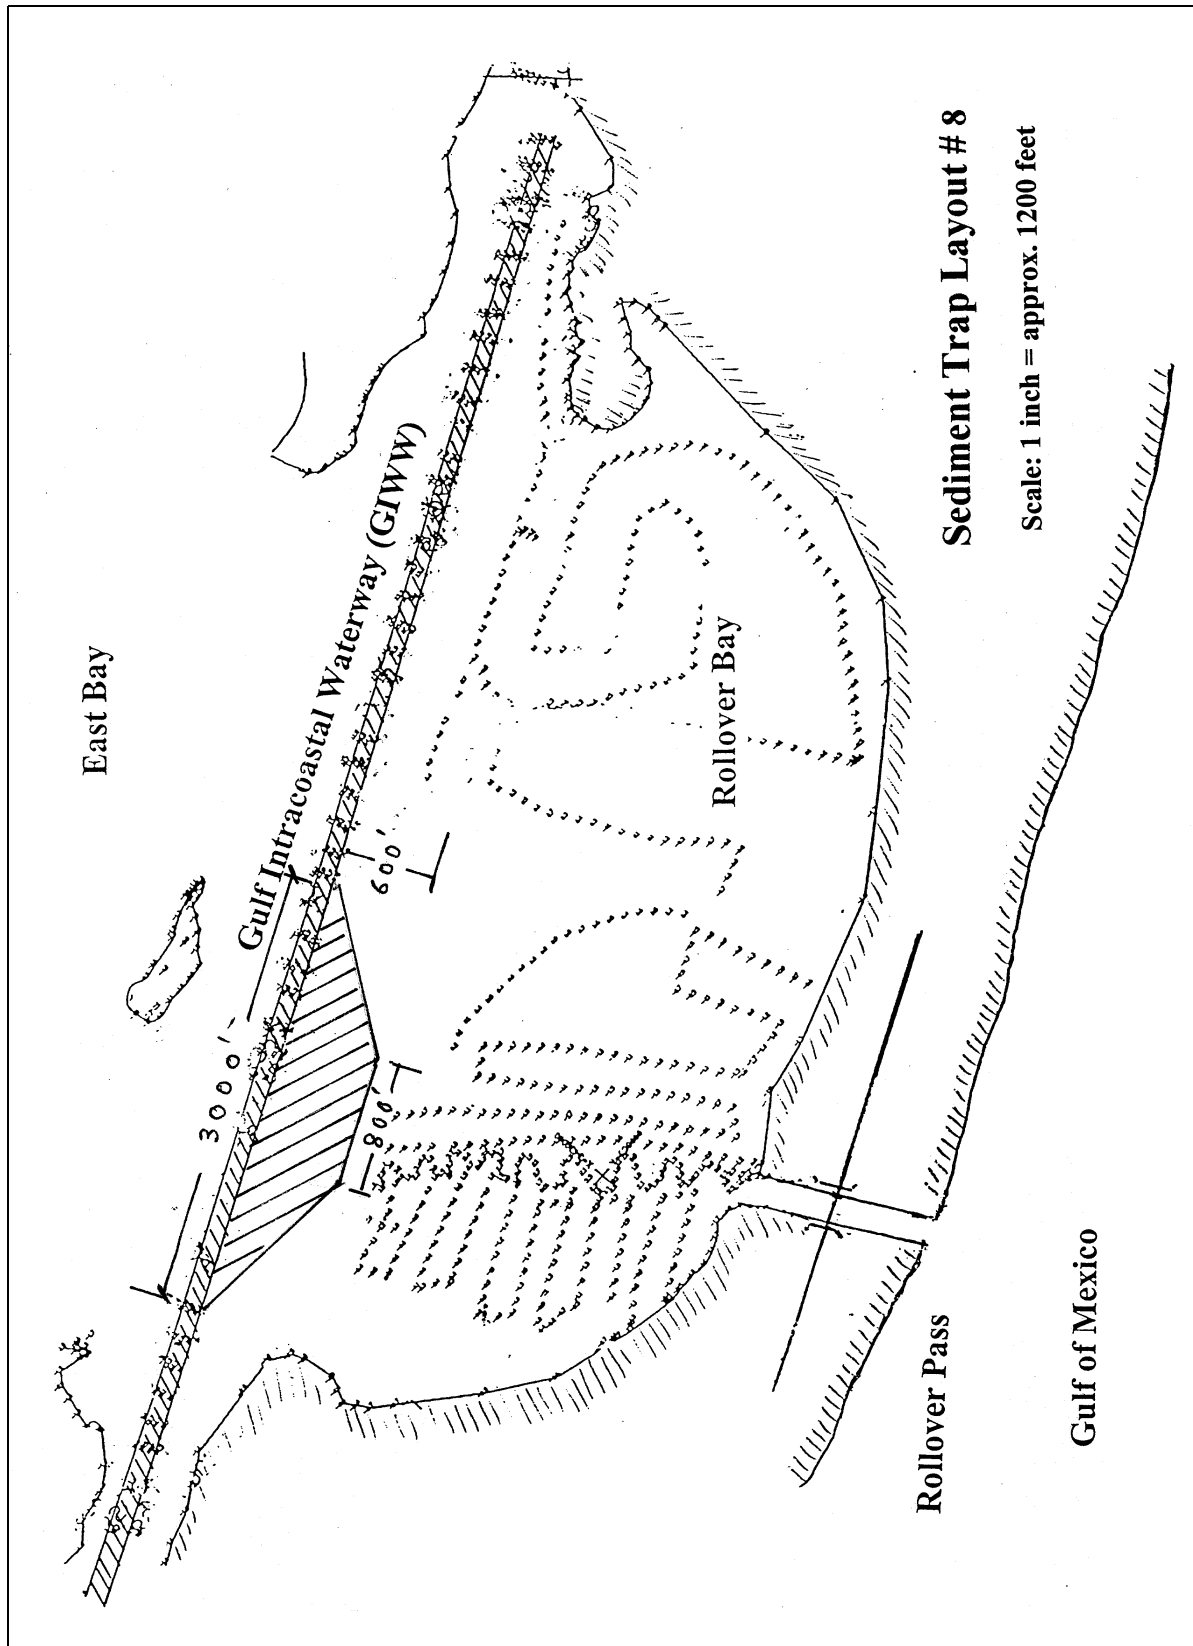 East Bay
Gulf Intracoastal Waterway (GIWW)
3000'
600'
800'
Rollover Bay
Sediment Trap Layout # 8
Scale: 1 inch = approx. 1200 feet
Rollover Pass
Gulf of Mexico